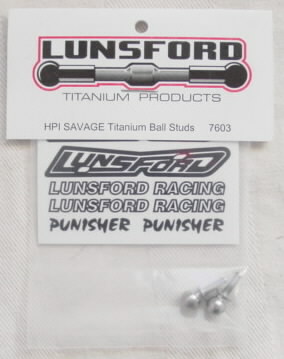 LUNSFORD
TITANIUM PRODUCTS
HPI SAVAGE Titanium Ball Studs 7603
LUNSFORD
LUNSFORD RACING
LUNSFORD RACING
PUNISHER PUNISHER